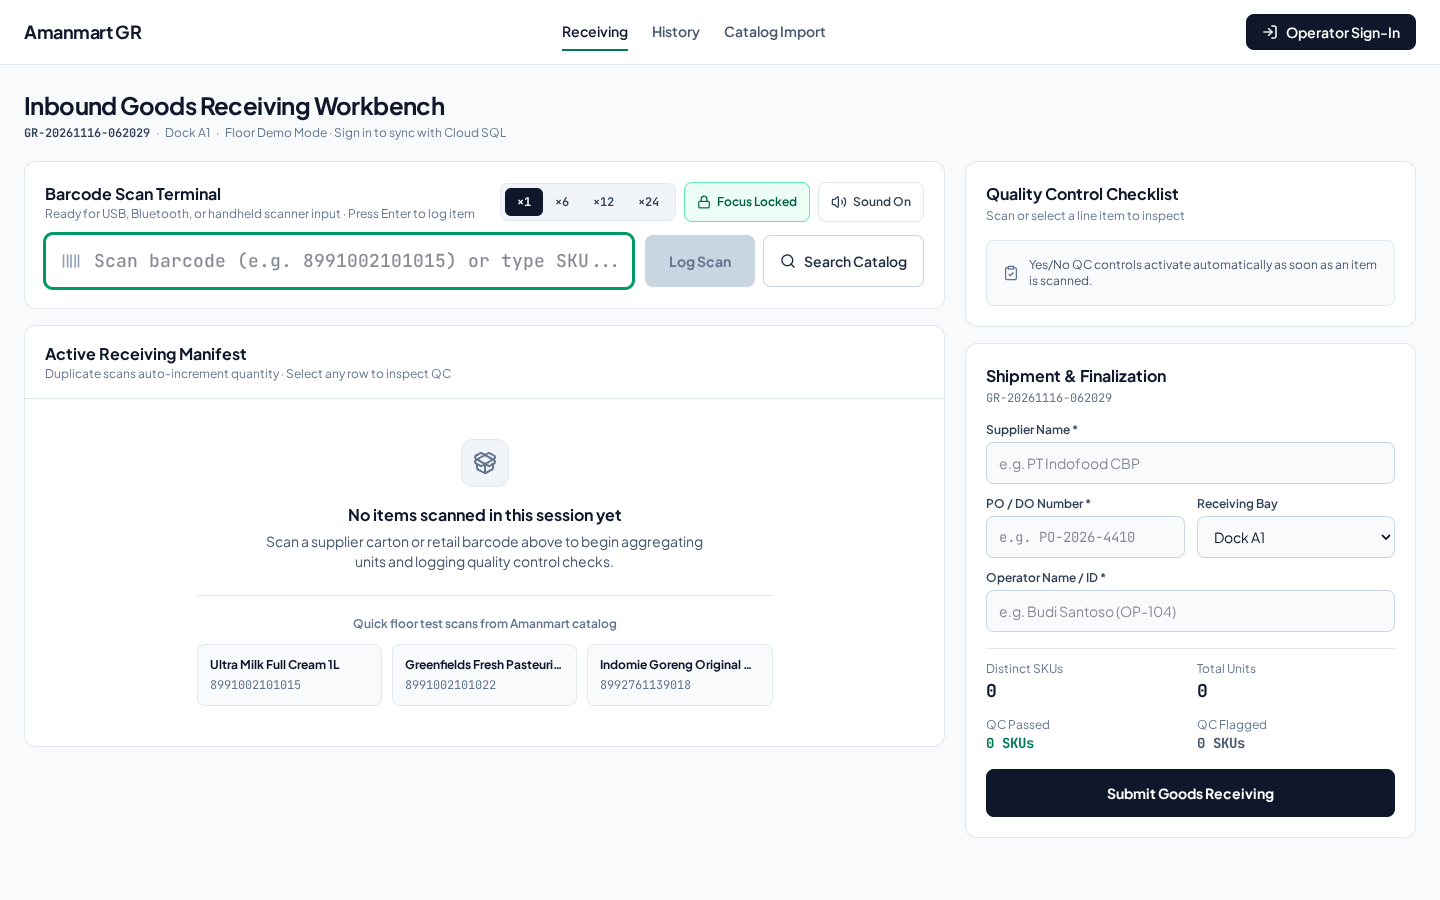 Amanmart GR
Receiving
History
Catalog Import
Operator Sign-In
Inbound Goods Receiving Workbench
GR-20261116-062029 · Dock A1 · Floor Demo Mode · Sign in to sync with Cloud SQL
Barcode Scan Terminal
Ready for USB, Bluetooth, or handheld scanner input · Press Enter to log item
×1
×6
×12
×24
Focus Locked
Sound On
Scan barcode (e.g. 8991002101015) or type SKU...
Log Scan
Search Catalog
Active Receiving Manifest
Duplicate scans auto-increment quantity · Select any row to inspect QC
No items scanned in this session yet
Scan a supplier carton or retail barcode above to begin aggregating
units and logging quality control checks.
Quick floor test scans from Amanmart catalog
Ultra Milk Full Cream 1L
8991002101015
Greenfields Fresh Pasteuri...
8991002101022
Indomie Goreng Original ...
8992761139018
Quality Control Checklist
Scan or select a line item to inspect
Yes/No QC controls activate automatically as soon as an item
is scanned.
Shipment & Finalization
GR-20261116-062029
Supplier Name *
e.g. PT Indofood CBP
PO / DO Number *
e.g. PO-2026-4410
Receiving Bay
Dock A1
Operator Name / ID *
e.g. Budi Santoso (OP-104)
Distinct SKUs
0
Total Units
0
QC Passed
0 SKUs
QC Flagged
0 SKUs
Submit Goods Receiving